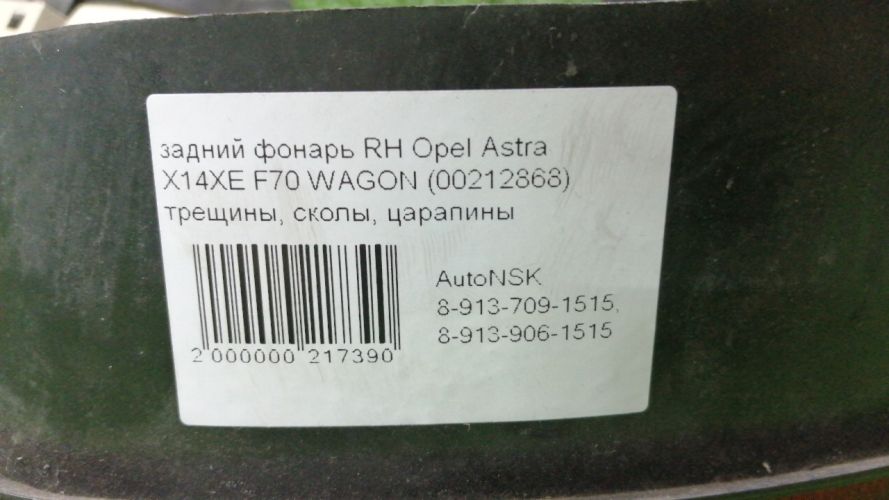 задний фонарь RH Opel Astra
X14XE F70 WAGON (00212868)
трещины, сколы, царапины
AutoNSK
8-913-709-1515,
8-913-906-1515
2 000000 217390